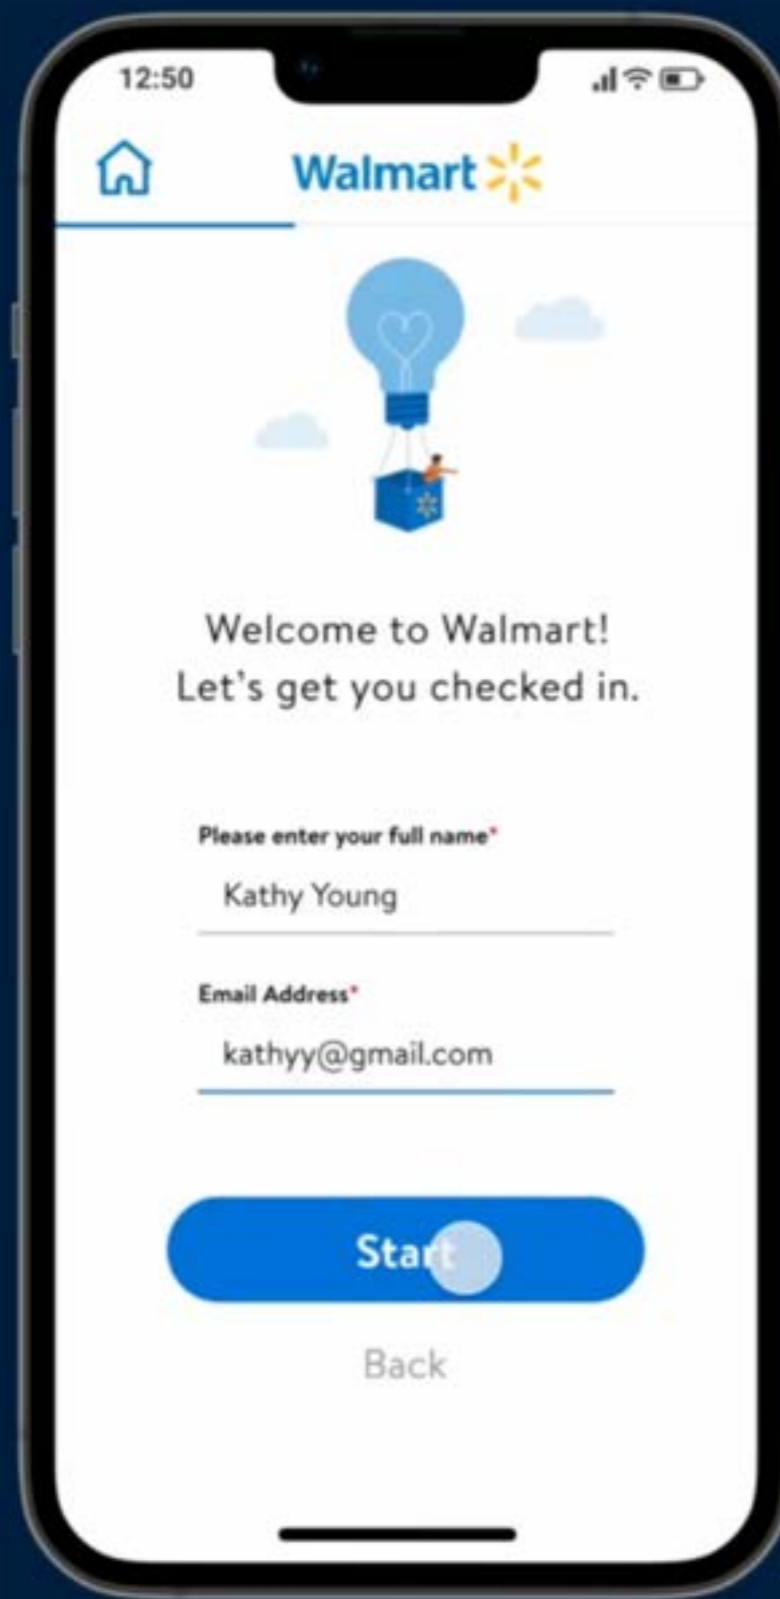 12:50
Walmart
Welcome to Walmart!
Let's get you checked in.
Please enter your full name*
Kathy Young
Email Address*
kathyy@gmail.com
Start
Back